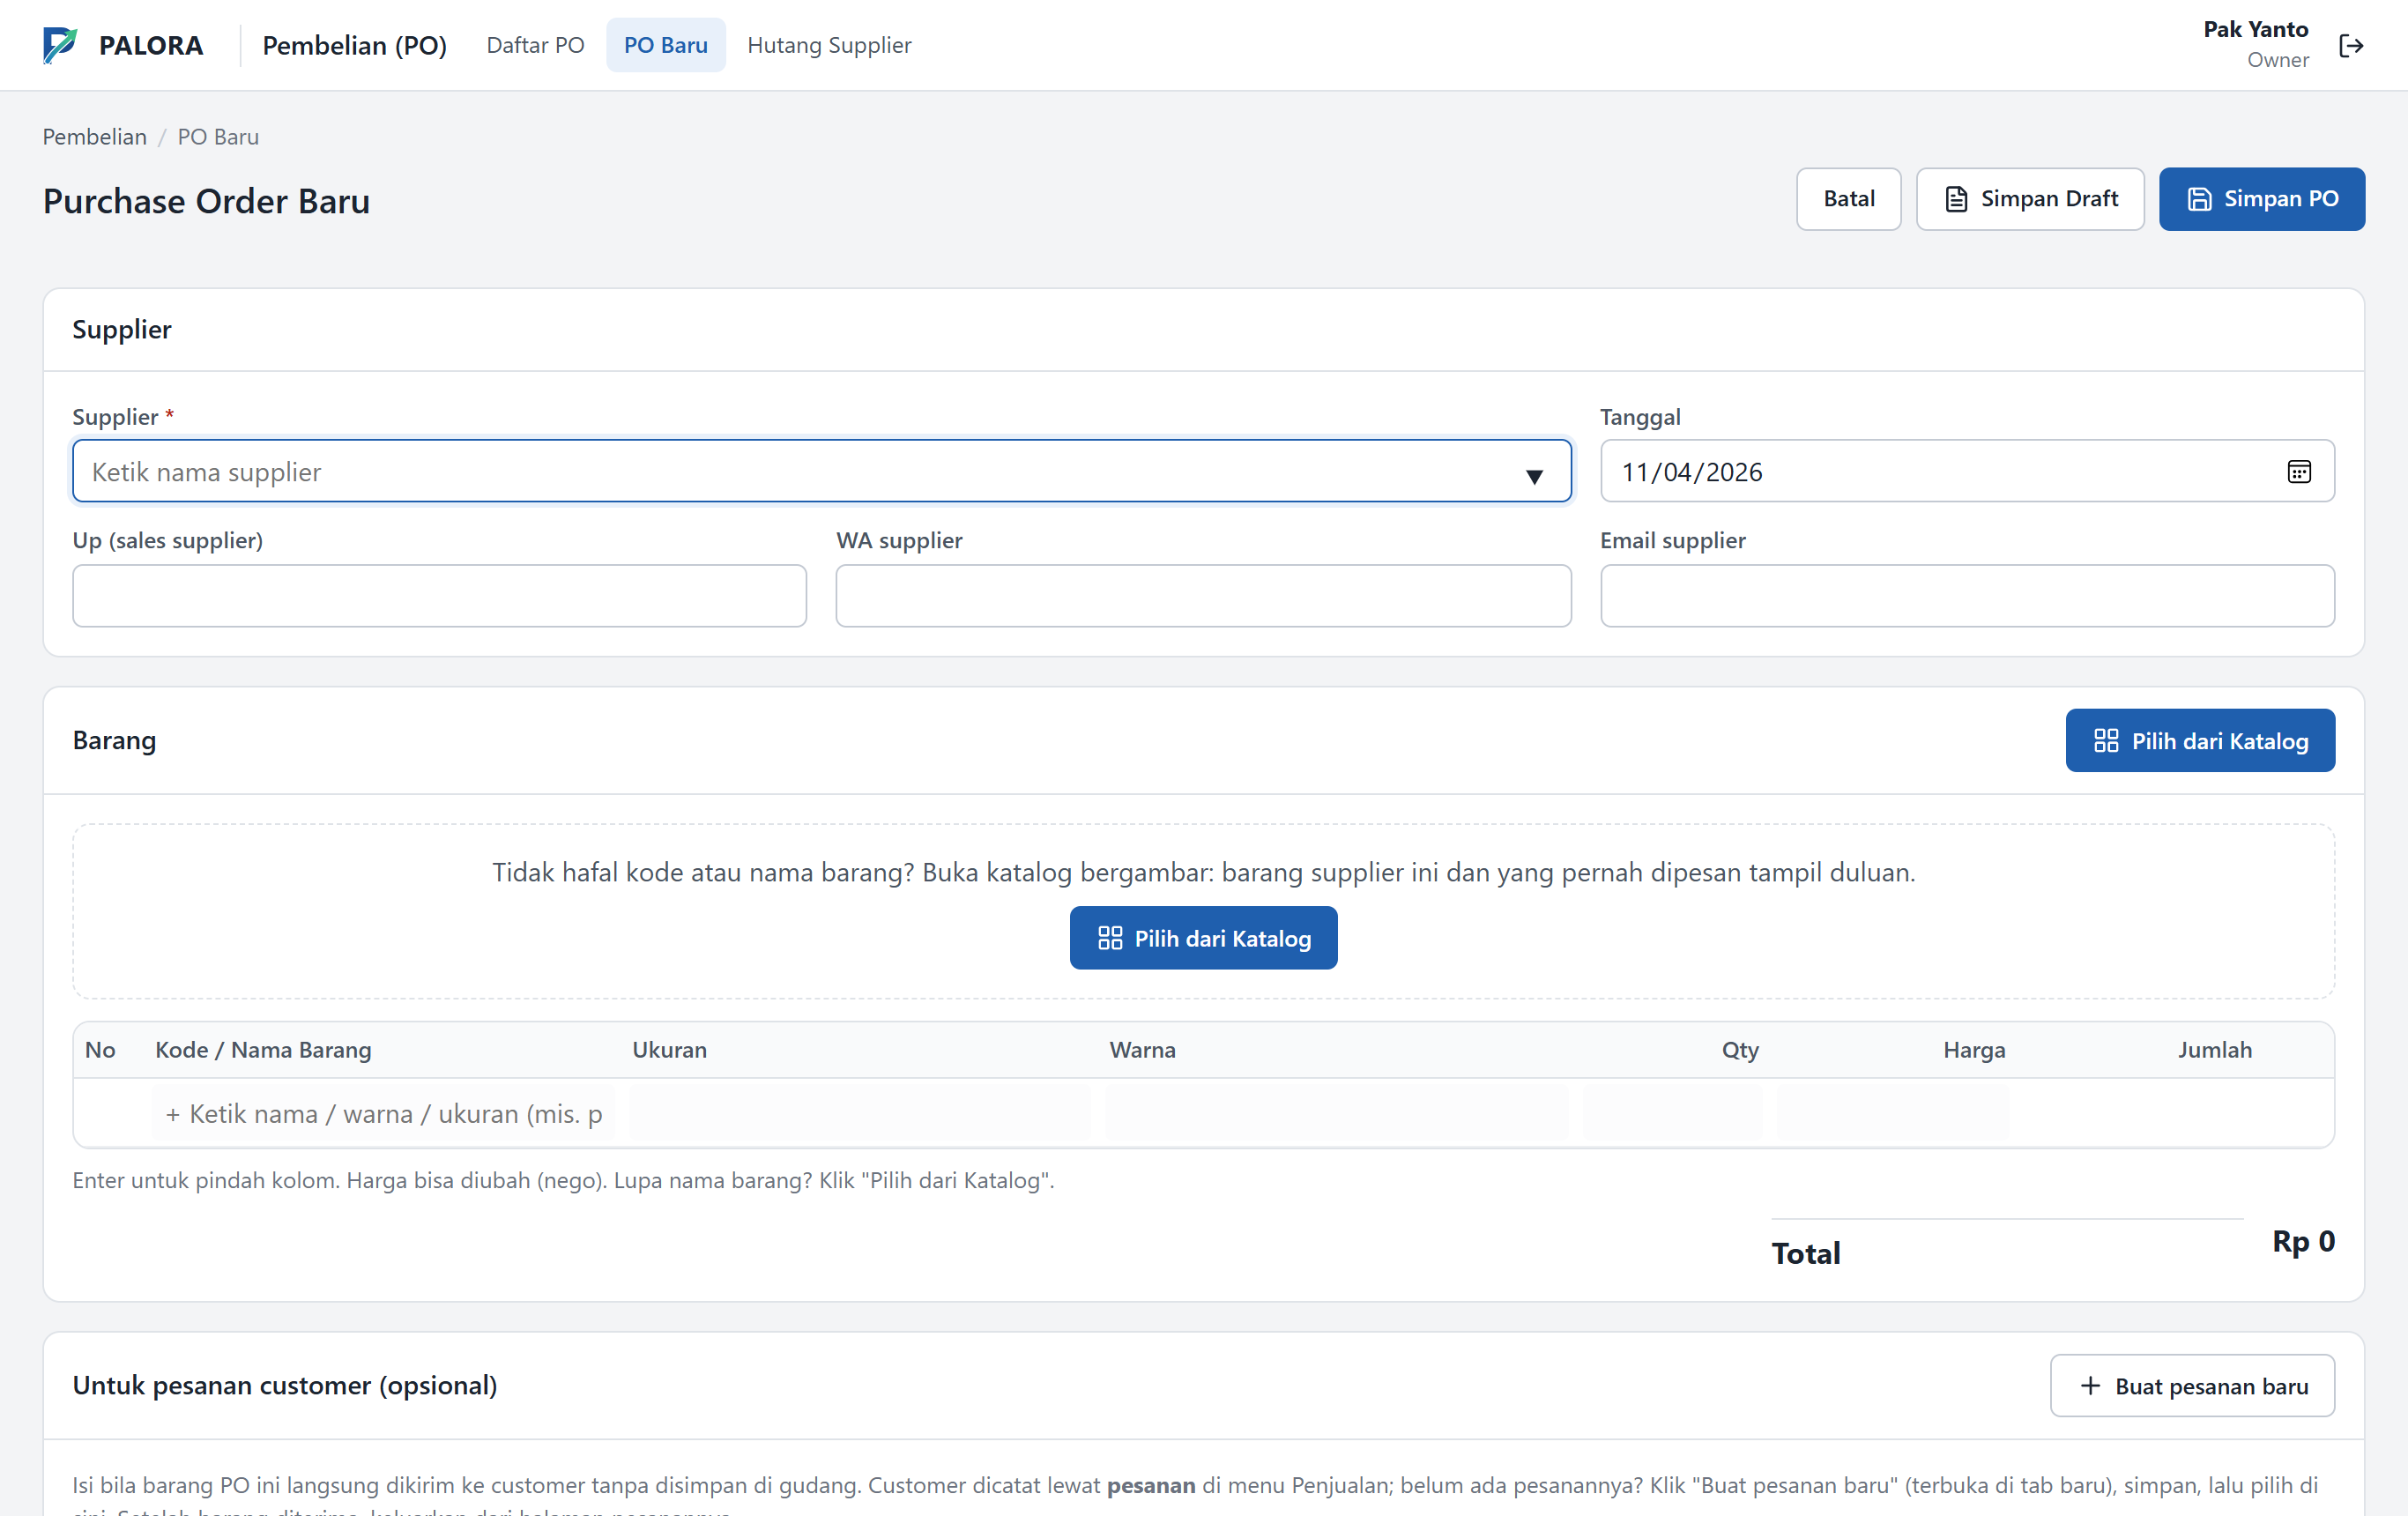 PALORA
Pembelian (PO)
Daftar PO
PO Baru
Hutang Supplier
Pak Yanto
Owner
Pembelian / PO Baru
Purchase Order Baru
Batal
Simpan Draft
Simpan PO
Supplier
Supplier *
Tanggal
Ketik nama supplier
11/04/2026
Up (sales supplier)
WA supplier
Email supplier
Barang
Pilih dari Katalog
Tidak hafal kode atau nama barang? Buka katalog bergambar: barang supplier ini dan yang pernah dipesan tampil duluan.
Pilih dari Katalog
No
Kode / Nama Barang
Ukuran
Warna
Qty
Harga
Jumlah
+ Ketik nama / warna / ukuran (mis. p
Enter untuk pindah kolom. Harga bisa diubah (nego). Lupa nama barang? Klik "Pilih dari Katalog".
Total
Rp 0
Untuk pesanan customer (opsional)
+ Buat pesanan baru
Isi bila barang PO ini langsung dikirim ke customer tanpa disimpan di gudang. Customer dicatat lewat pesanan di menu Penjualan; belum ada pesanannya? Klik "Buat pesanan baru" (terbuka di tab baru), simpan, lalu pilih di